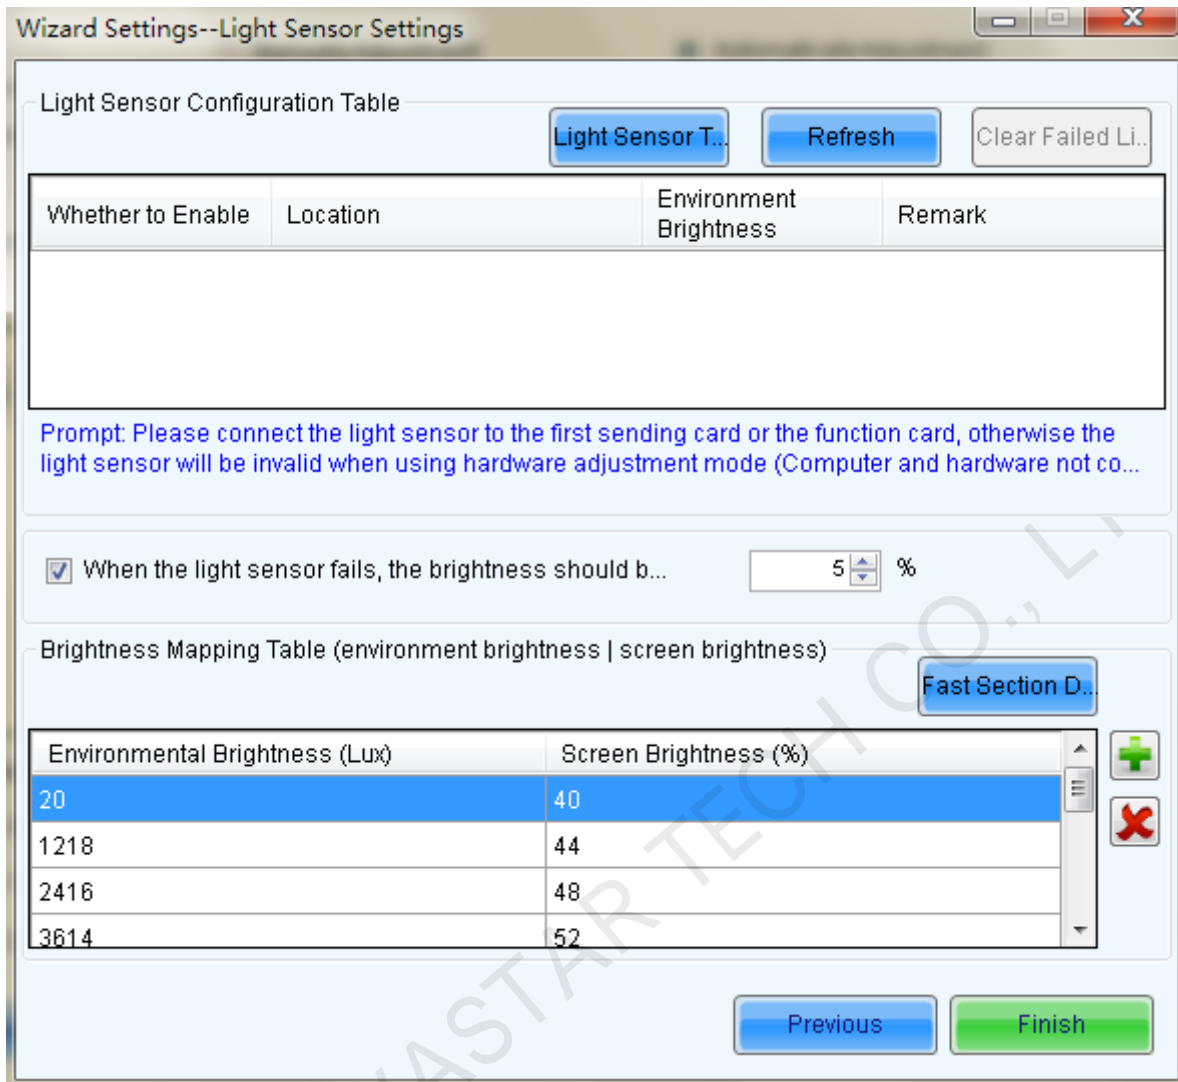 Wizard Settings--Light Sensor Settings
Light Sensor Configuration Table
Light Sensor T...
Refresh
Clear Failed Li...
Whether to Enable
Location
Environment
Brightness
Remark
Prompt: Please connect the light sensor to the first sending card or the function card, otherwise the
light sensor will be invalid when using hardware adjustment mode (Computer and hardware not co...
When the light sensor fails, the brightness should b...
5
%
Brightness Mapping Table (environment brightness | screen brightness)
Fast Section D...
Environmental Brightness (Lux)
Screen Brightness (%)
20
40
1218
44
2416
48
3614
52
Previous
Finish
VASTAR TECH CO., L